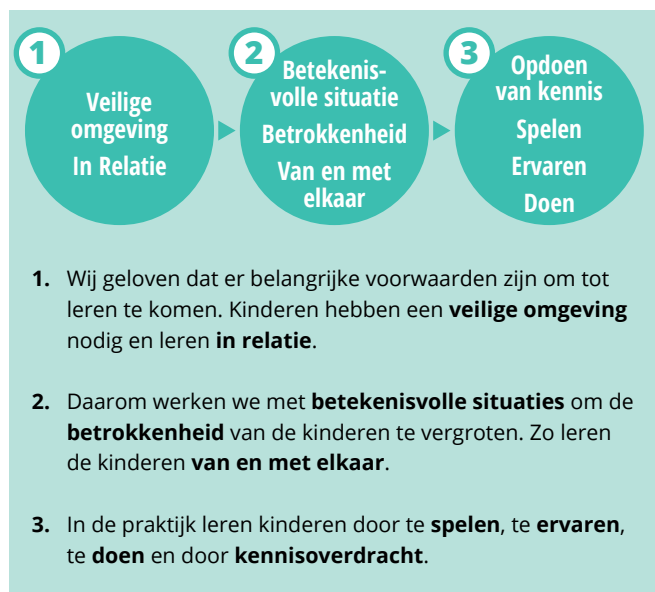 1
Veilige
omgeving
In Relatie
2
Betekenis-
volle situatie
Betrokkenheid
Van en met
elkaar
3
Opdoen
van kennis
Spelen
Ervaren
Doen
1. Wij geloven dat er belangrijke voorwaarden zijn om tot
leren te komen. Kinderen hebben een veilige omgeving
nodig en leren in relatie.
2. Daarom werken we met betekenisvolle situaties om de
betrokkenheid van de kinderen te vergroten. Zo leren
de kinderen van en met elkaar.
3. In de praktijk leren kinderen door te spelen, te ervaren,
te doen en door kennisoverdracht.